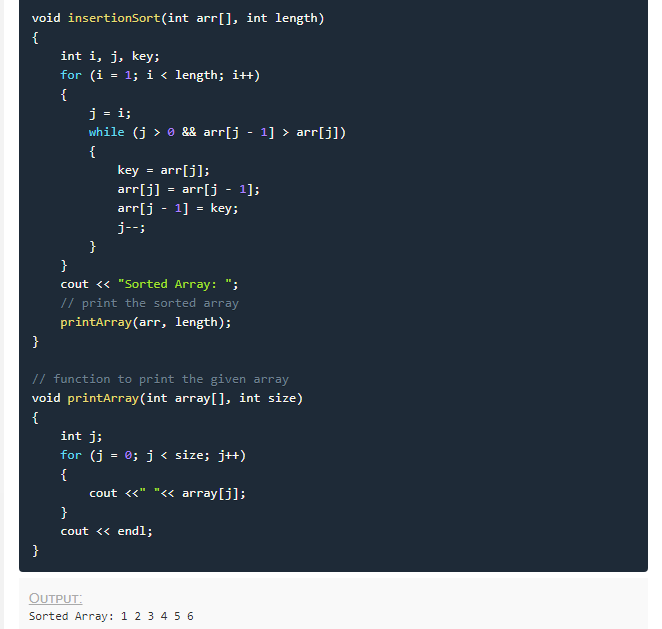 void insertionSort(int arr[], int length)
{
    int i, j, key;
    for (i = 1; i < length; i++)
    {
        j = i;
        while (j > 0 && arr[j - 1] > arr[j])
        {
            key = arr[j];
            arr[j] = arr[j - 1];
            arr[j - 1] = key;
            j--;
        }
    }
    cout << "Sorted Array: ";
    // print the sorted array
    printArray(arr, length);
}

// function to print the given array
void printArray(int array[], int size)
{
    int j;
    for (j = 0; j < size; j++)
    {
        cout <<" "<< array[j];
    }
    cout << endl;
}
OUTPUT:
Sorted Array: 1 2 3 4 5 6